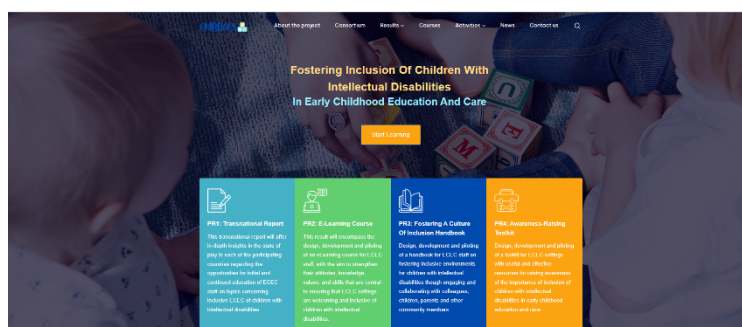 About the project
Consortium
Results
Courses
Activities
News
Contact us
Fostering Inclusion Of Children With
Intellectual Disabilities
In Early Childhood Education And Care
Start Learning
PR1: Transnational Report
This transnational report will offer
in-depth insights in the state of
play in each of the participating
countries regarding the
opportunities for initial and
continued education of ECEC
staff on topics concerning
inclusive ECEC of children with
intellectual disabilities
PR2: E-Learning Course
This result will encompass the
design, development and piloting
of an eLearning course for ECEC
staff, with the aim to strengthen
their attitudes, knowledge,
values, and skills that are central
to ensuring that ECEC settings
are welcoming and inclusive of
children with intellectual
disabilities.
PR3: Fostering A Culture
Of Inclusion Handbook
Design, development and piloting
of a handbook for ECEC staff on
fostering inclusive environments
for children with intellectual
disabilities though engaging and
collaborating with colleagues,
children, parents and other
community members
PR4: Awareness-Raising
Toolkit
Design, development and piloting
of a toolkit for ECEC settings
with useful and effective
resources for raising awareness
of the importance of inclusion of
children with intellectual
disabilities in early childhood
education and care.